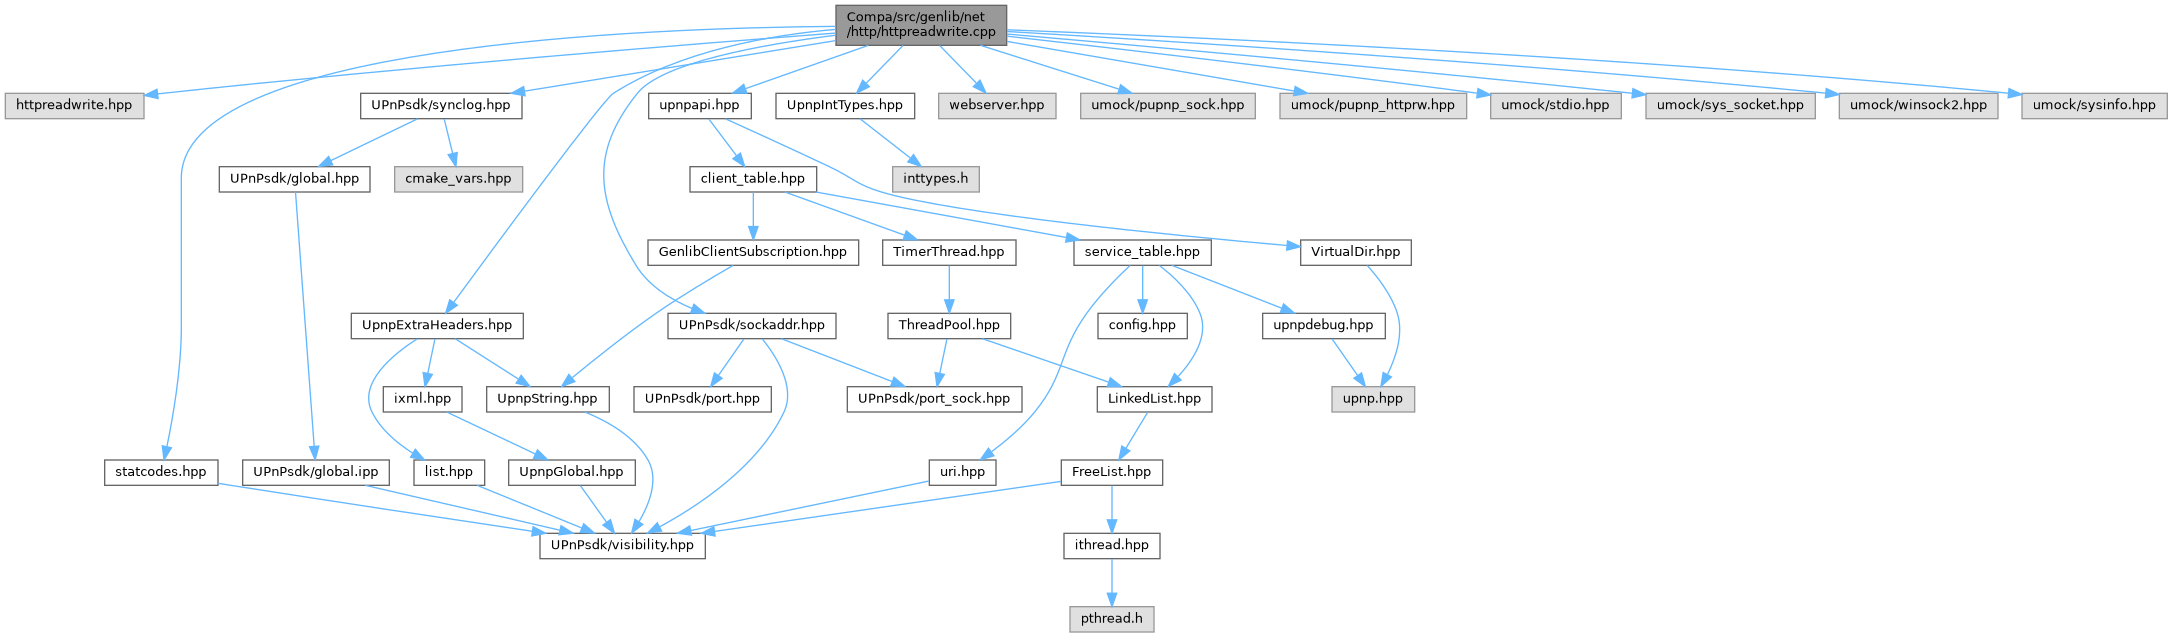 Compa/src/genlib/net
/http/httpreadwrite.cpp
httpreadwrite.hpp
UPnPsdk/synclog.hpp
upnpapi.hpp
UpnpIntTypes.hpp
webserver.hpp
umock/pupnp_sock.hpp
umock/pupnp_httprw.hpp
umock/stdio.hpp
umock/sys_socket.hpp
umock/winsock2.hpp
umock/sysinfo.hpp
UPnPsdk/global.hpp
cmake_vars.hpp
client_table.hpp
inttypes.h
GenlibClientSubscription.hpp
TimerThread.hpp
service_table.hpp
VirtualDir.hpp
UpnpExtraHeaders.hpp
UPnPsdk/sockaddr.hpp
ThreadPool.hpp
config.hpp
upnpdebug.hpp
ixml.hpp
UpnpString.hpp
UPnPsdk/port.hpp
UPnPsdk/port_sock.hpp
LinkedList.hpp
upnp.hpp
statcodes.hpp
UPnPsdk/global.ipp
list.hpp
UpnpGlobal.hpp
uri.hpp
FreeList.hpp
UPnPsdk/visibility.hpp
ithread.hpp
pthread.h